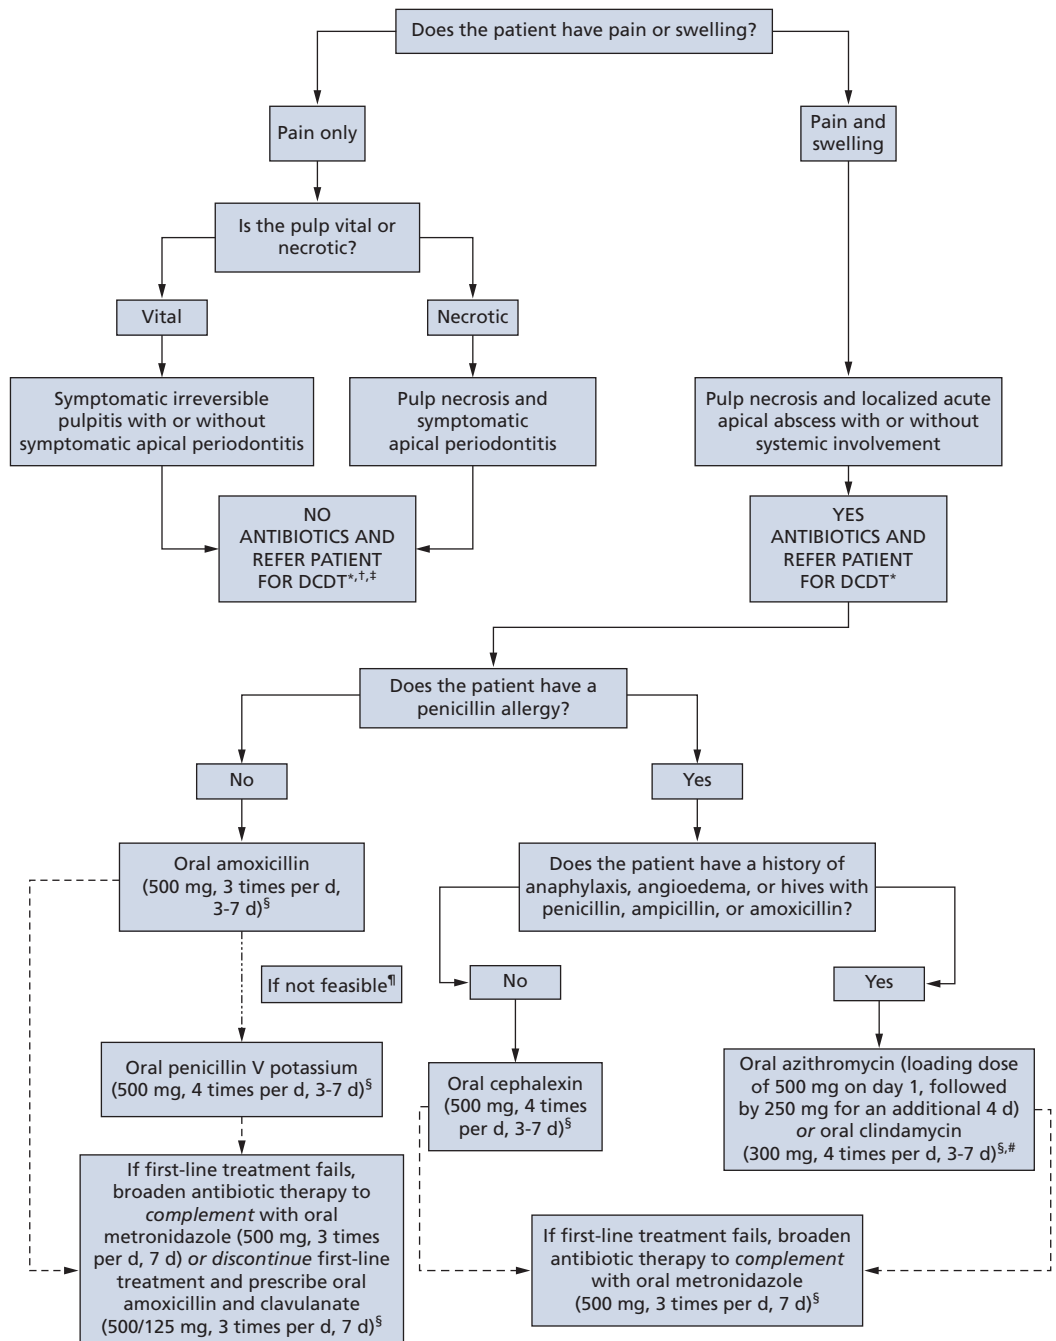 Does the patient have pain or swelling?
Pain only
Pain and
swelling
Is the pulp vital or
necrotic?
Vital
Necrotic
Symptomatic irreversible
pulpitis with or without
symptomatic apical periodontitis
Pulp necrosis and
symptomatic
apical periodontitis
Pulp necrosis and localized acute
apical abscess with or without
systemic involvement
NO
ANTIBIOTICS AND
REFER PATIENT
FOR DCDT*,†,‡
YES
ANTIBIOTICS AND
REFER PATIENT
FOR DCDT*
Does the patient have a
penicillin allergy?
No
Yes
Oral amoxicillin
(500 mg, 3 times per d,
3-7 d)§
Does the patient have a history of
anaphylaxis, angioedema, or hives with
penicillin, ampicillin, or amoxicillin?
If not feasible¶
No
Yes
Oral penicillin V potassium
(500 mg, 4 times per d, 3-7 d)§
Oral cephalexin
(500 mg, 4 times
per d, 3-7 d)§
Oral azithromycin (loading dose
of 500 mg on day 1, followed
by 250 mg for an additional 4 d)
or oral clindamycin
(300 mg, 4 times per d, 3-7 d)§,#
If first-line treatment fails,
broaden antibiotic therapy to
complement with oral
metronidazole (500 mg, 3 times
per d, 7 d) or discontinue first-line
treatment and prescribe oral
amoxicillin and clavulanate
(500/125 mg, 3 times per d, 7 d)§
If first-line treatment fails, broaden
antibiotic therapy to complement
with oral metronidazole
(500 mg, 3 times per d, 7 d)§